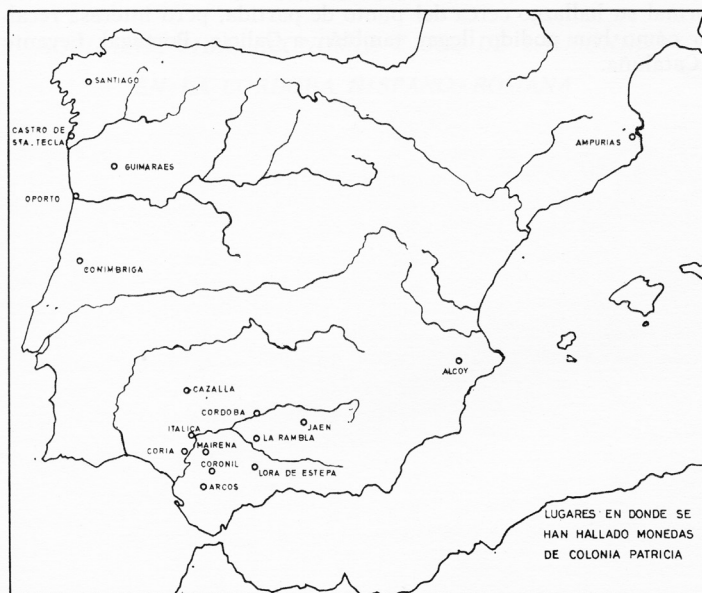 SANTIAGO
CASTRO DE
STA. TECLA
GUIMARAES
OPORTO
CONIMBRIGA
AMPURIAS
ALCOY
CAZALLA
CORDOBA
JAEN
ITALICA
LA RAMBLA
CORIA
MAIRENA
CORONIL
LORA DE ESTEPA
ARCOS
LUGARES EN DONDE SE
HAN HALLADO MONEDAS
DE COLONIA PATRICIA